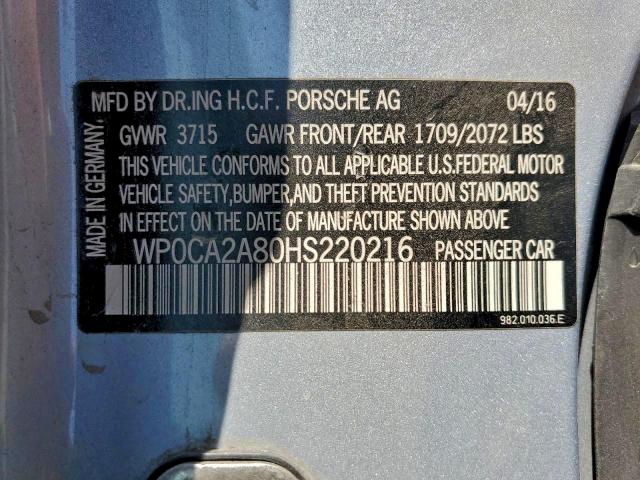 MFD BY DR.ING H.C.F. PORSCHE AG 04/16
GVWR 3715 GAWR FRONT/REAR 1709/2072 LBS
THIS VEHICLE CONFORMS TO ALL APPLICABLE U.S.FEDERAL MOTOR
VEHICLE SAFETY,BUMPER,AND THEFT PREVENTION STANDARDS
IN EFFECT ON THE DATE OF MANUFACTURE SHOWN ABOVE
WP0CA2A80HS220216 PASSENGER CAR
982.010.036.E
MADE IN GERMANY